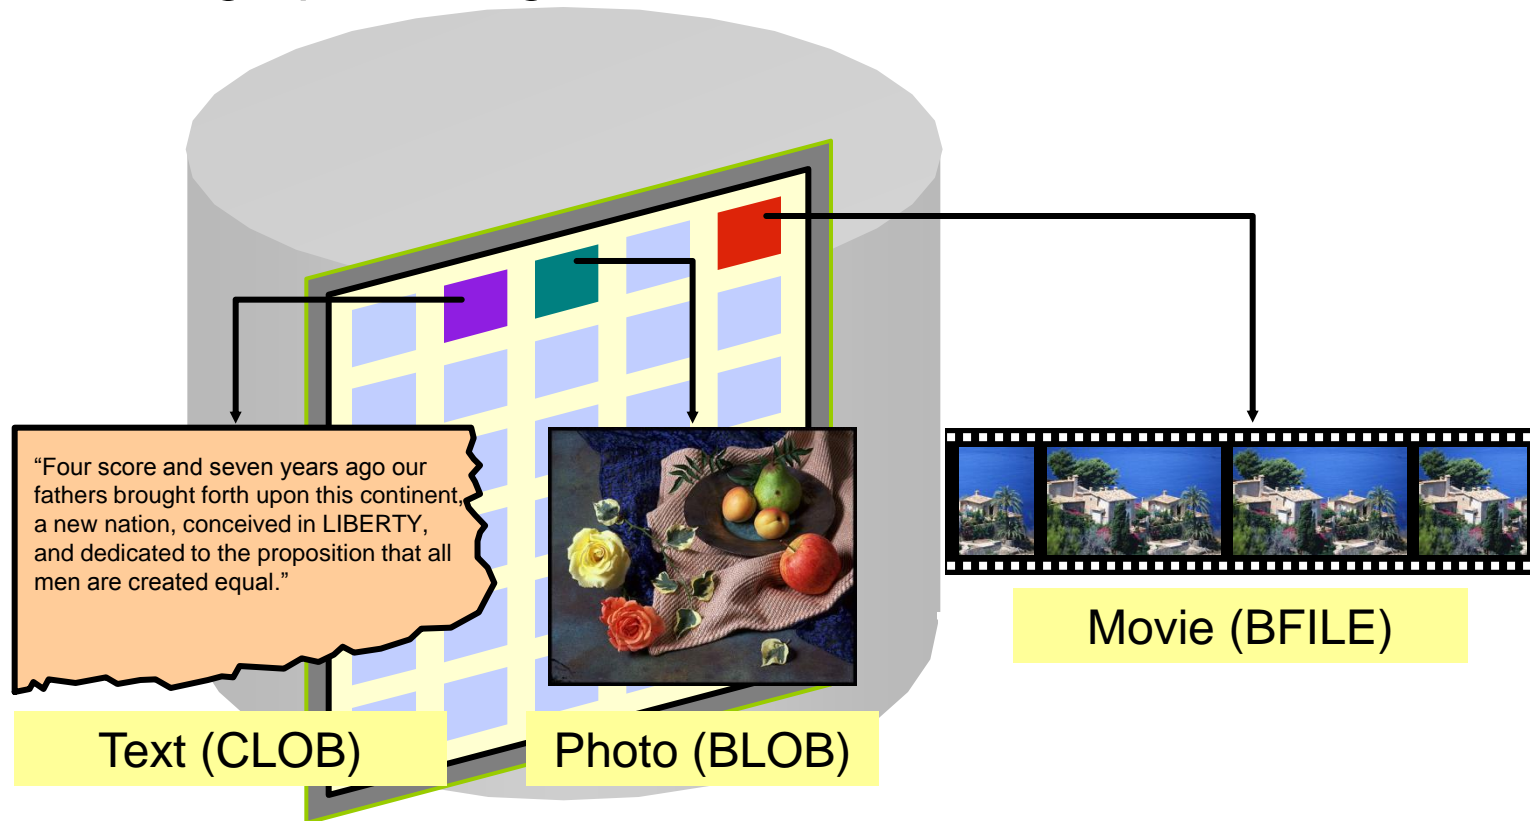 “Four score and seven years ago our
fathers brought forth upon this continent,
a new nation, conceived in LIBERTY,
and dedicated to the proposition that all
men are created equal.”
Movie (BFILE)
Text (CLOB)
Photo (BLOB)